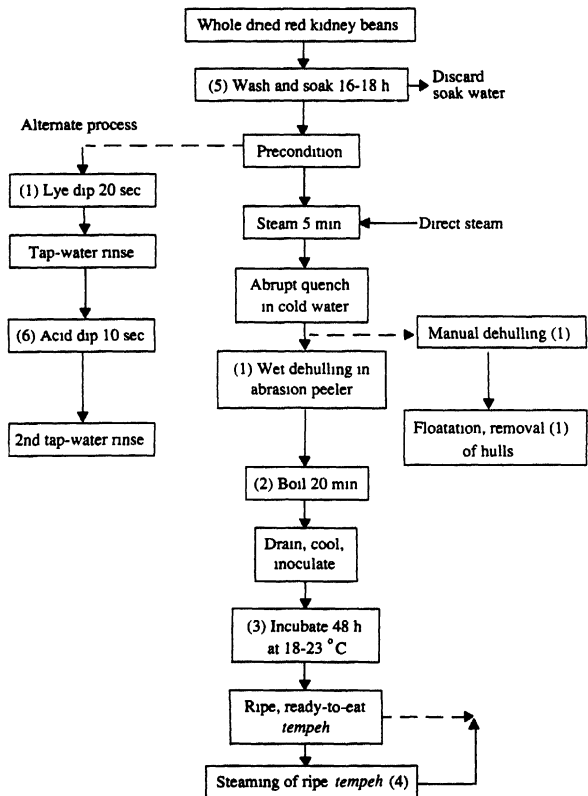 Whole dried red kidney beans
(5) Wash and soak 16-18 h
Discard
soak water
Alternate process
Precondition
(1) Lye dip 20 sec
Steam 5 min
Direct steam
Tap-water rinse
Abrupt quench
in cold water
(6) Acid dip 10 sec
Manual dehulling (1)
(1) Wet dehulling in
abrasion peeler
2nd tap-water rinse
Floatation, removal (1)
of hulls
(2) Boil 20 min
Drain, cool,
inoculate
(3) Incubate 48 h
at 18-23 °C
Ripe, ready-to-eat
tempeh
Steaming of ripe tempeh (4)